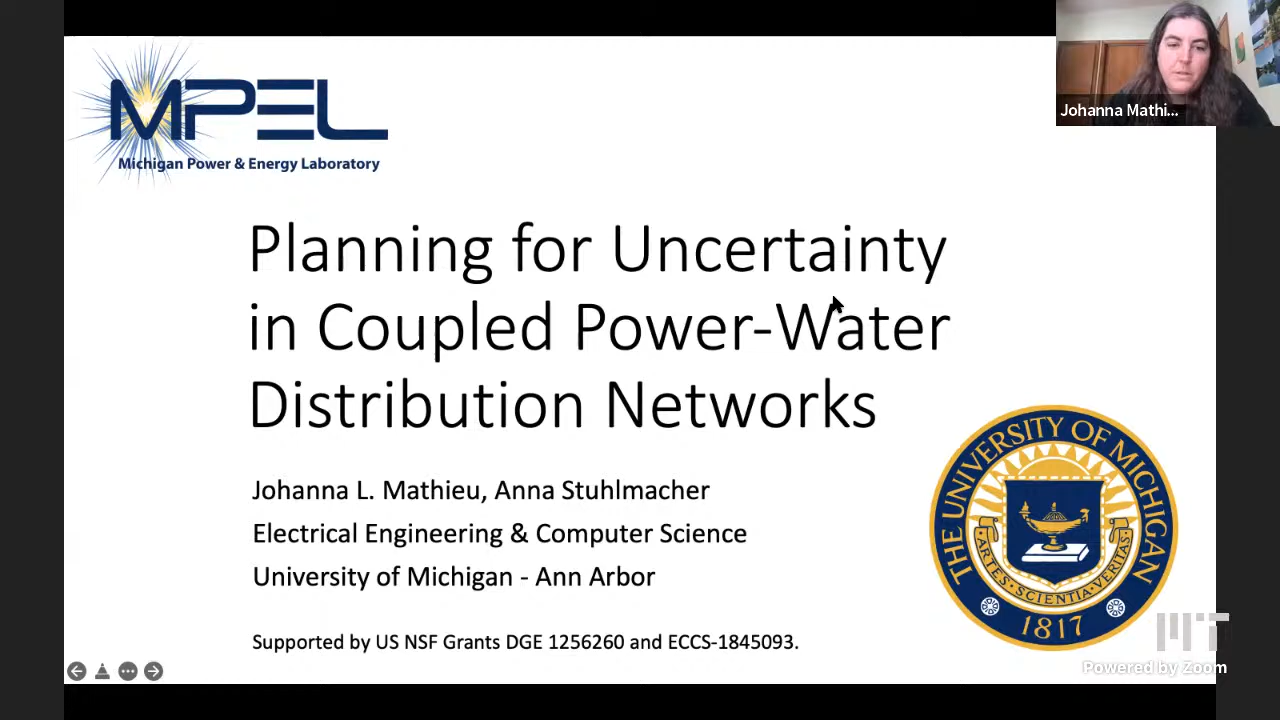 MPEL
Michigan Power & Energy Laboratory
Johanna Mathi...
Planning for Uncertainty
in Coupled Power-Water
Distribution Networks
Johanna L. Mathieu, Anna Stuhlmacher
Electrical Engineering & Computer Science
University of Michigan - Ann Arbor
Supported by US NSF Grants DGE 1256260 and ECCS-1845093.
THE UNIVERSITY OF MICHIGAN
ARTES · SCIENTIA · VERITAS
1817
MIT
Powered by Zoom